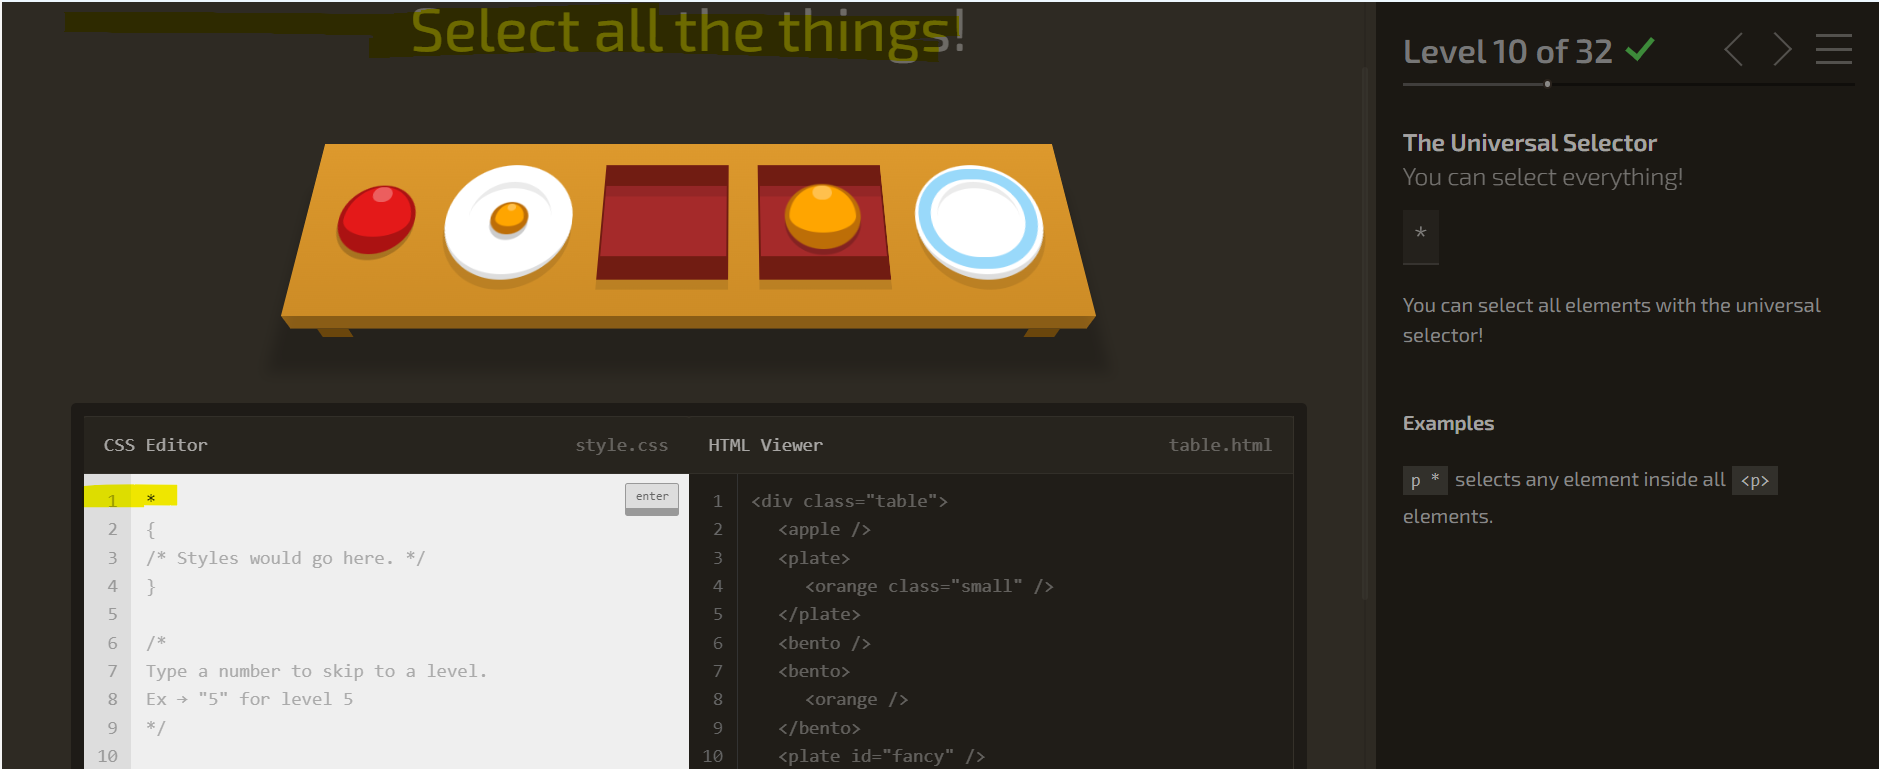 Select all the things!
CSS Editor style.css
1 *
enter
2 {
3 /* Styles would go here. */
4 }
5
6 /*
7 Type a number to skip to a level.
8 Ex → "5" for level 5
9 */
10
HTML Viewer table.html
1 <div class="table">
2 <apple />
3 <plate>
4 <orange class="small" />
5 </plate>
6 <bento />
7 <bento>
8 <orange />
9 </bento>
10 <plate id="fancy" />
Level 10 of 32
The Universal Selector
You can select everything!
*
You can select all elements with the universal
selector!
Examples
p * selects any element inside all <p>
elements.